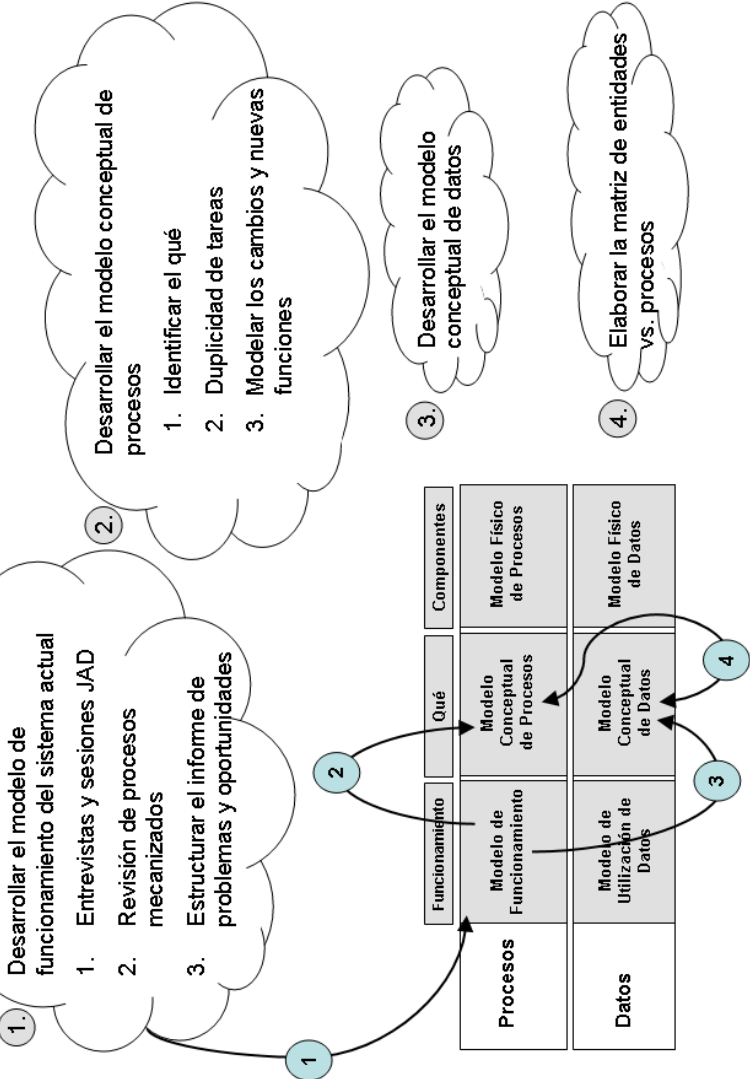 1.
Desarrollar el modelo de
funcionamiento del sistema actual
1. Entrevistas y sesiones JAD
2. Revisión de procesos
mecanizados
3. Estructurar el informe de
problemas y oportunidades
2.
Desarrollar el modelo conceptual de
procesos
1. Identificar el qué
2. Duplicidad de tareas
3. Modelar los cambios y nuevas
funciones
1
2
Funcionamiento Qué Componentes
Procesos
Modelo de
Funcionamiento
Modelo
Conceptual
de Procesos
Modelo Físico
de Procesos
Datos
Modelo de
Utilización de
Datos
Modelo
Conceptual
de Datos
Modelo Físico
de Datos
3
4
3.
Desarrollar el modelo
conceptual de datos
4.
Elaborar la matriz de entidades
vs. procesos